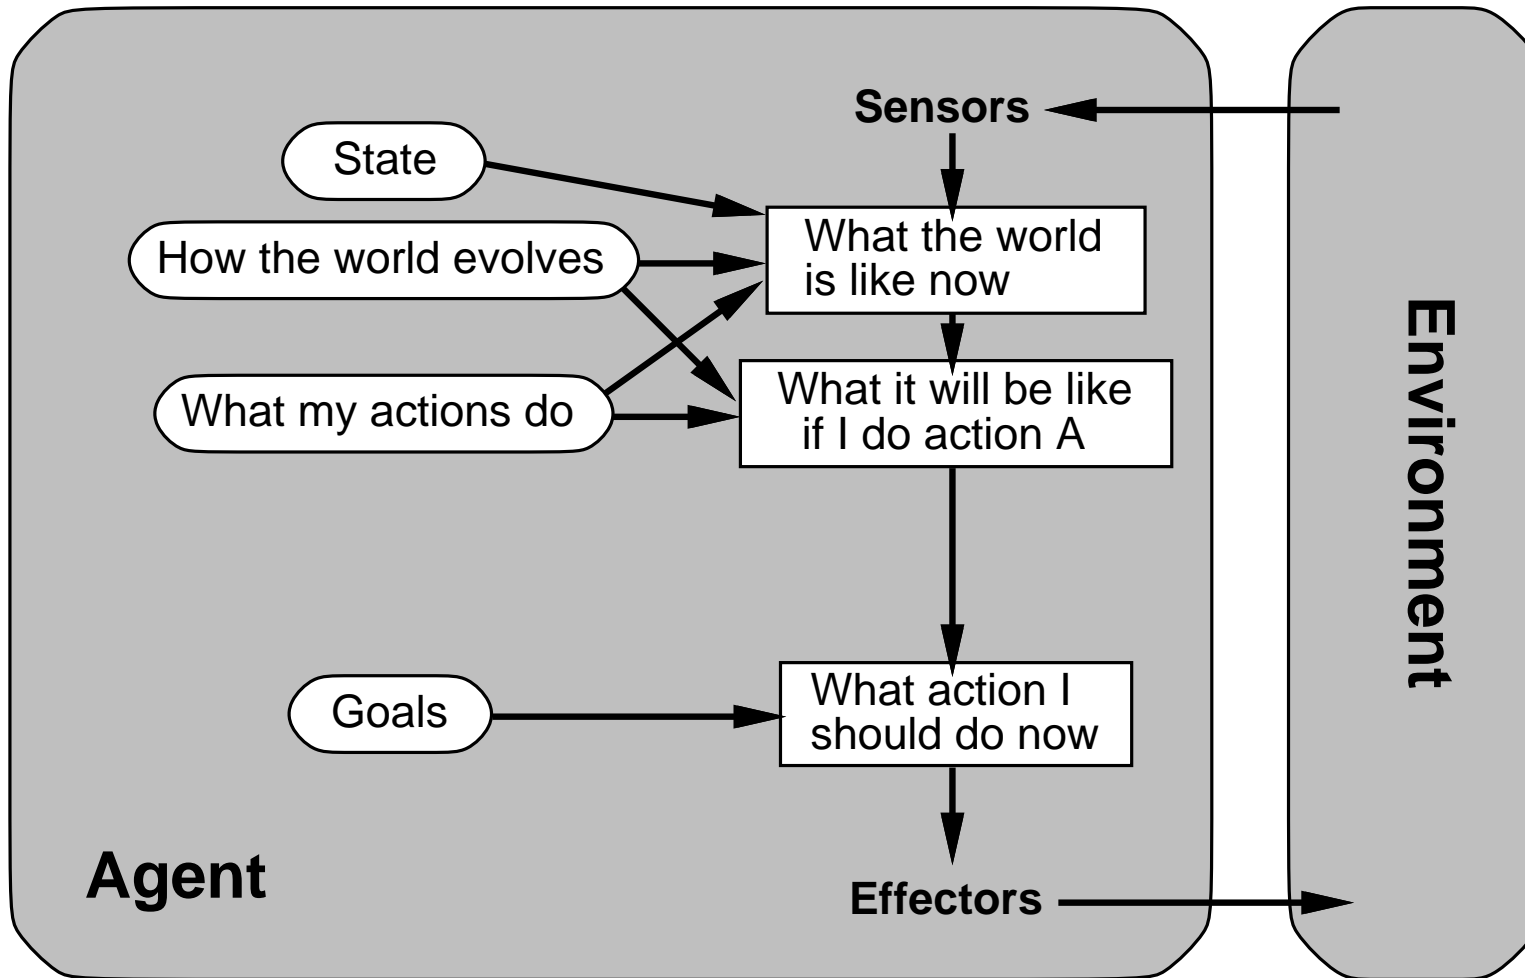 Sensors
State
What the world
is like now
How the world evolves
What it will be like
if I do action A
What my actions do
Environment
Goals
What action I
should do now
Agent
Effectors